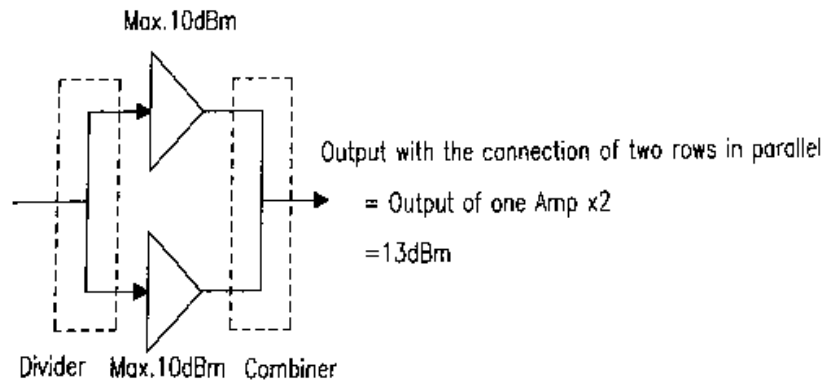 Max.10dBm
Output with the connection of two rows in parallel
= Output of one Amp x2
=13dBm
Divider Max.10dBm Combiner